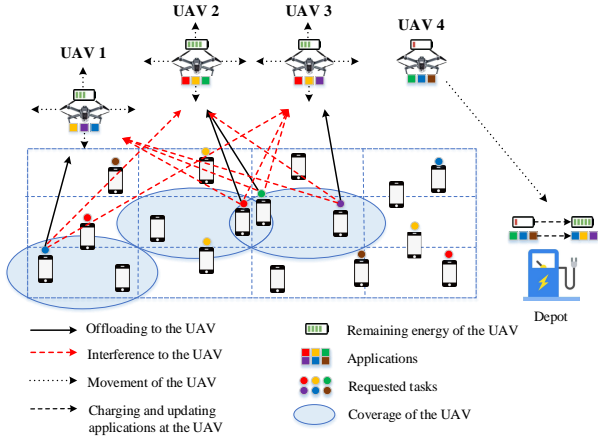 UAV 1
UAV 2
UAV 3
UAV 4
Depot
Offloading to the UAV
Interference to the UAV
Movement of the UAV
Charging and updating
applications at the UAV
Remaining energy of the UAV
Applications
Requested tasks
Coverage of the UAV